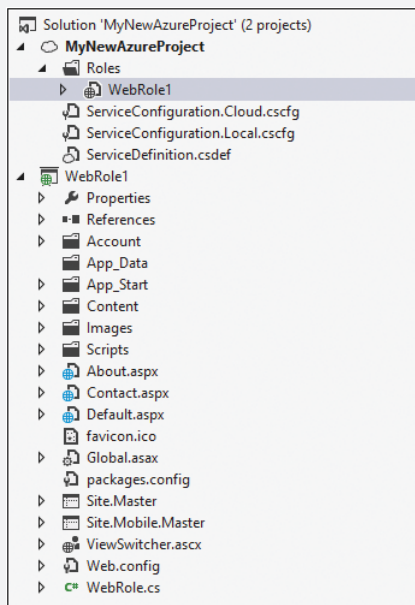 Solution 'MyNewAzureProject' (2 projects)
MyNewAzureProject
Roles
WebRole1
ServiceConfiguration.Cloud.cscfg
ServiceConfiguration.Local.cscfg
ServiceDefinition.csdef
WebRole1
Properties
References
Account
App_Data
App_Start
Content
Images
Scripts
About.aspx
Contact.aspx
Default.aspx
favicon.ico
Global.asax
packages.config
Site.Master
Site.Mobile.Master
ViewSwitcher.ascx
Web.config
C# WebRole.cs